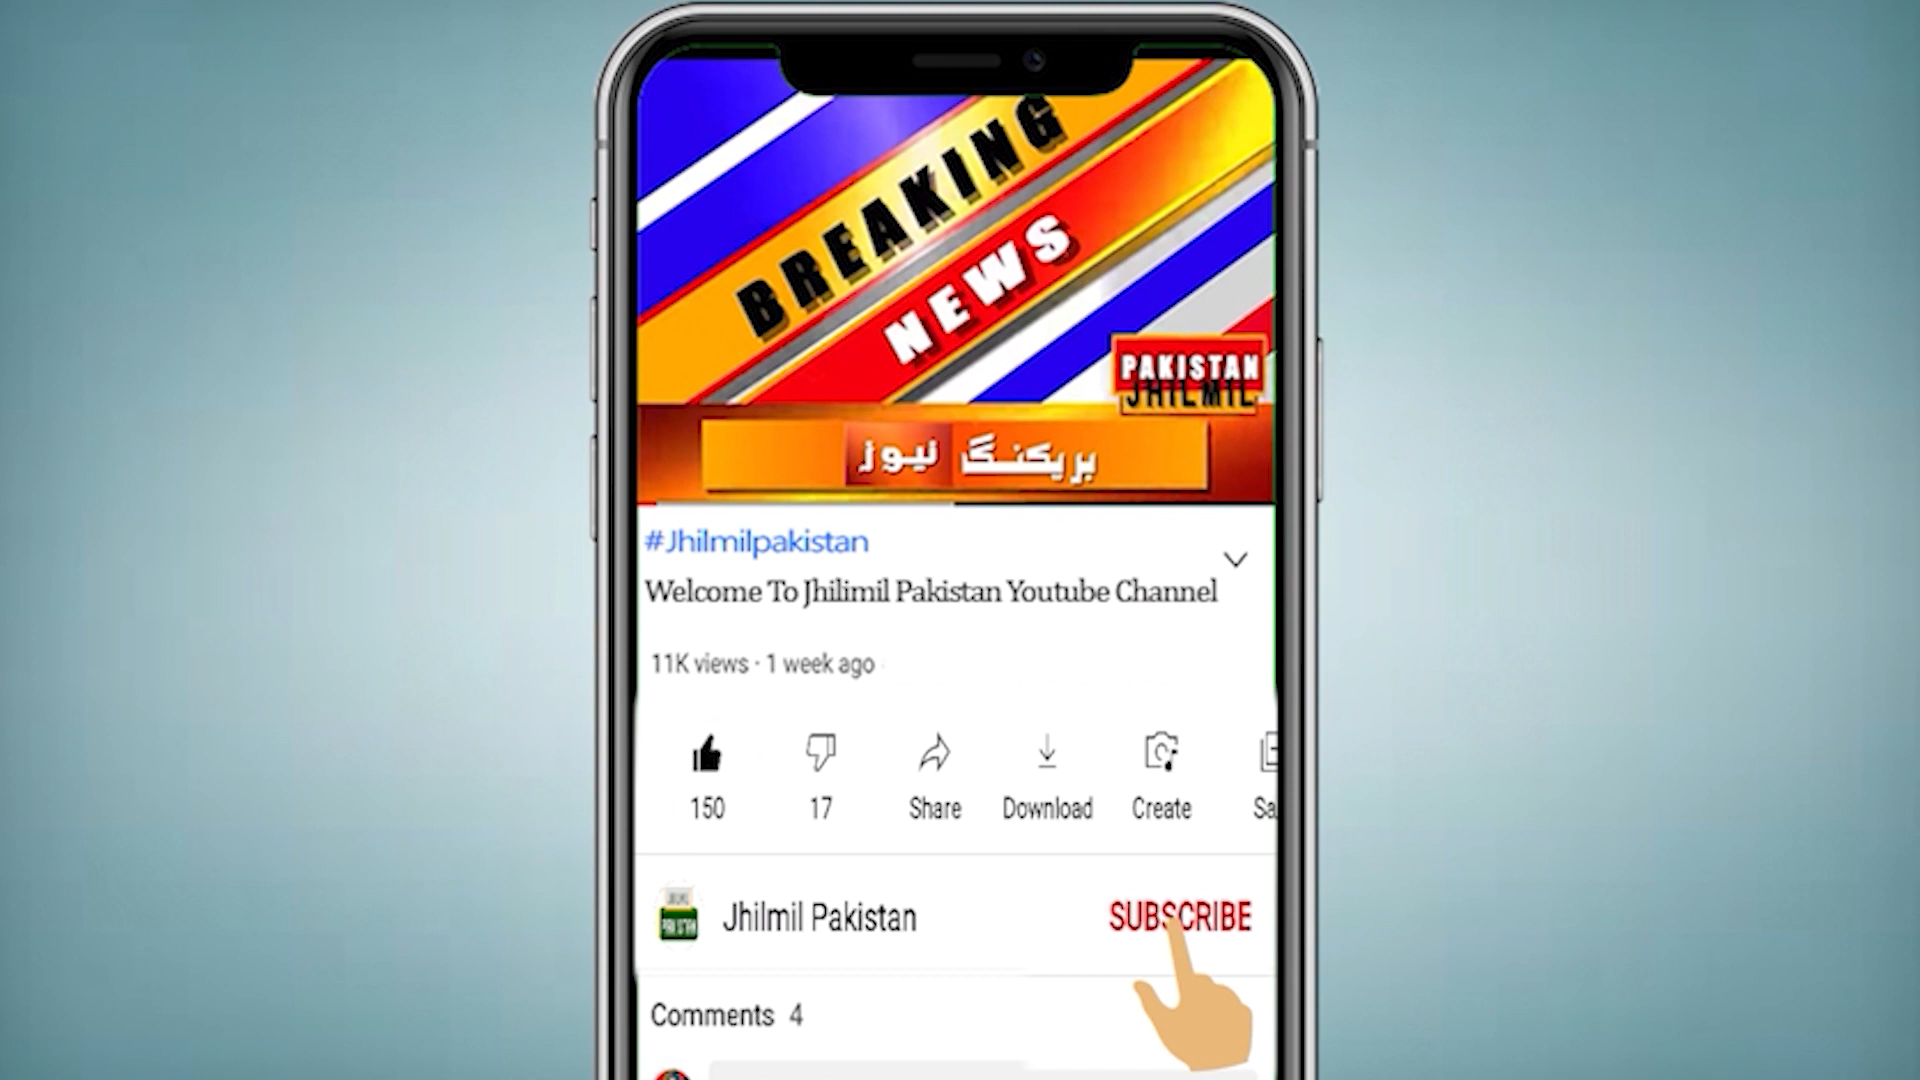 BREAKING
NEWS
PAKISTAN
JHILMIL
بریکنگ نیوز
#Jhilmilpakistan
Welcome To Jhilimil Pakistan Youtube Channel
11K views · 1 week ago
150
17
Share
Download
Create
Sa
Jhilmil Pakistan
SUBSCRIBE
Comments 4